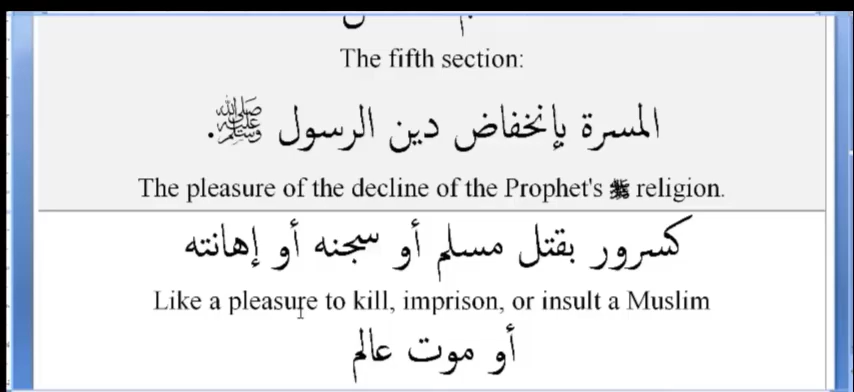 The fifth section:
المسرة بإنخفاض دين الرسول ﷺ.
The pleasure of the decline of the Prophet's ﷺ religion.
كسرور بقتل مسلم أو سجنه أو إهانته
Like a pleasure to kill, imprison, or insult a Muslim
أو موت عالم